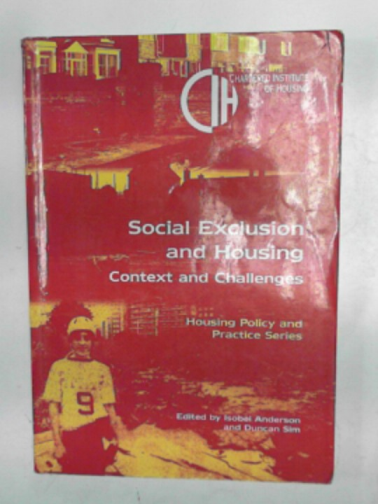 CIH
CHARTERED INSTITUTE
OF HOUSING
Social Exclusion
and Housing
Context and Challenges
Housing Policy and
Practice Series
9
Edited by Isobel Anderson
and Duncan Sim